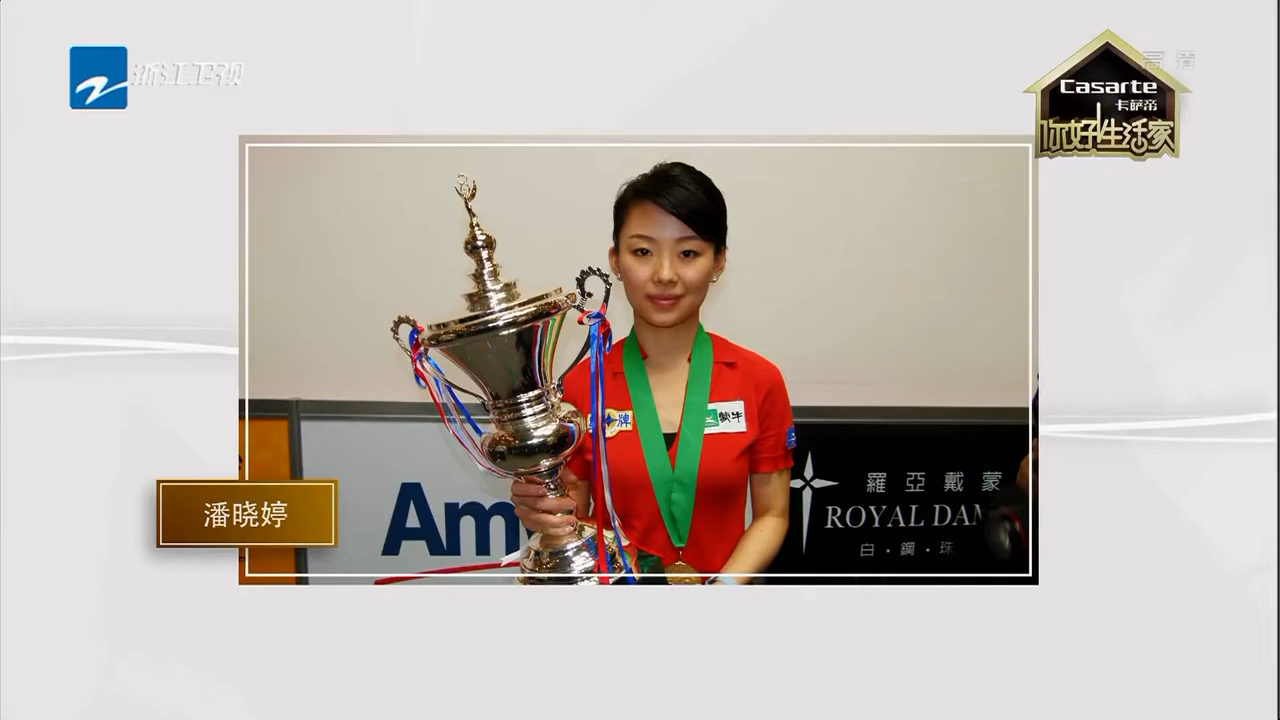 浙江卫视
高清
Casarte
卡萨帝
你好生活家
牌
蒙牛
羅亞戴蒙
ROYAL DAM
白·鋼·珠
Am
潘晓婷